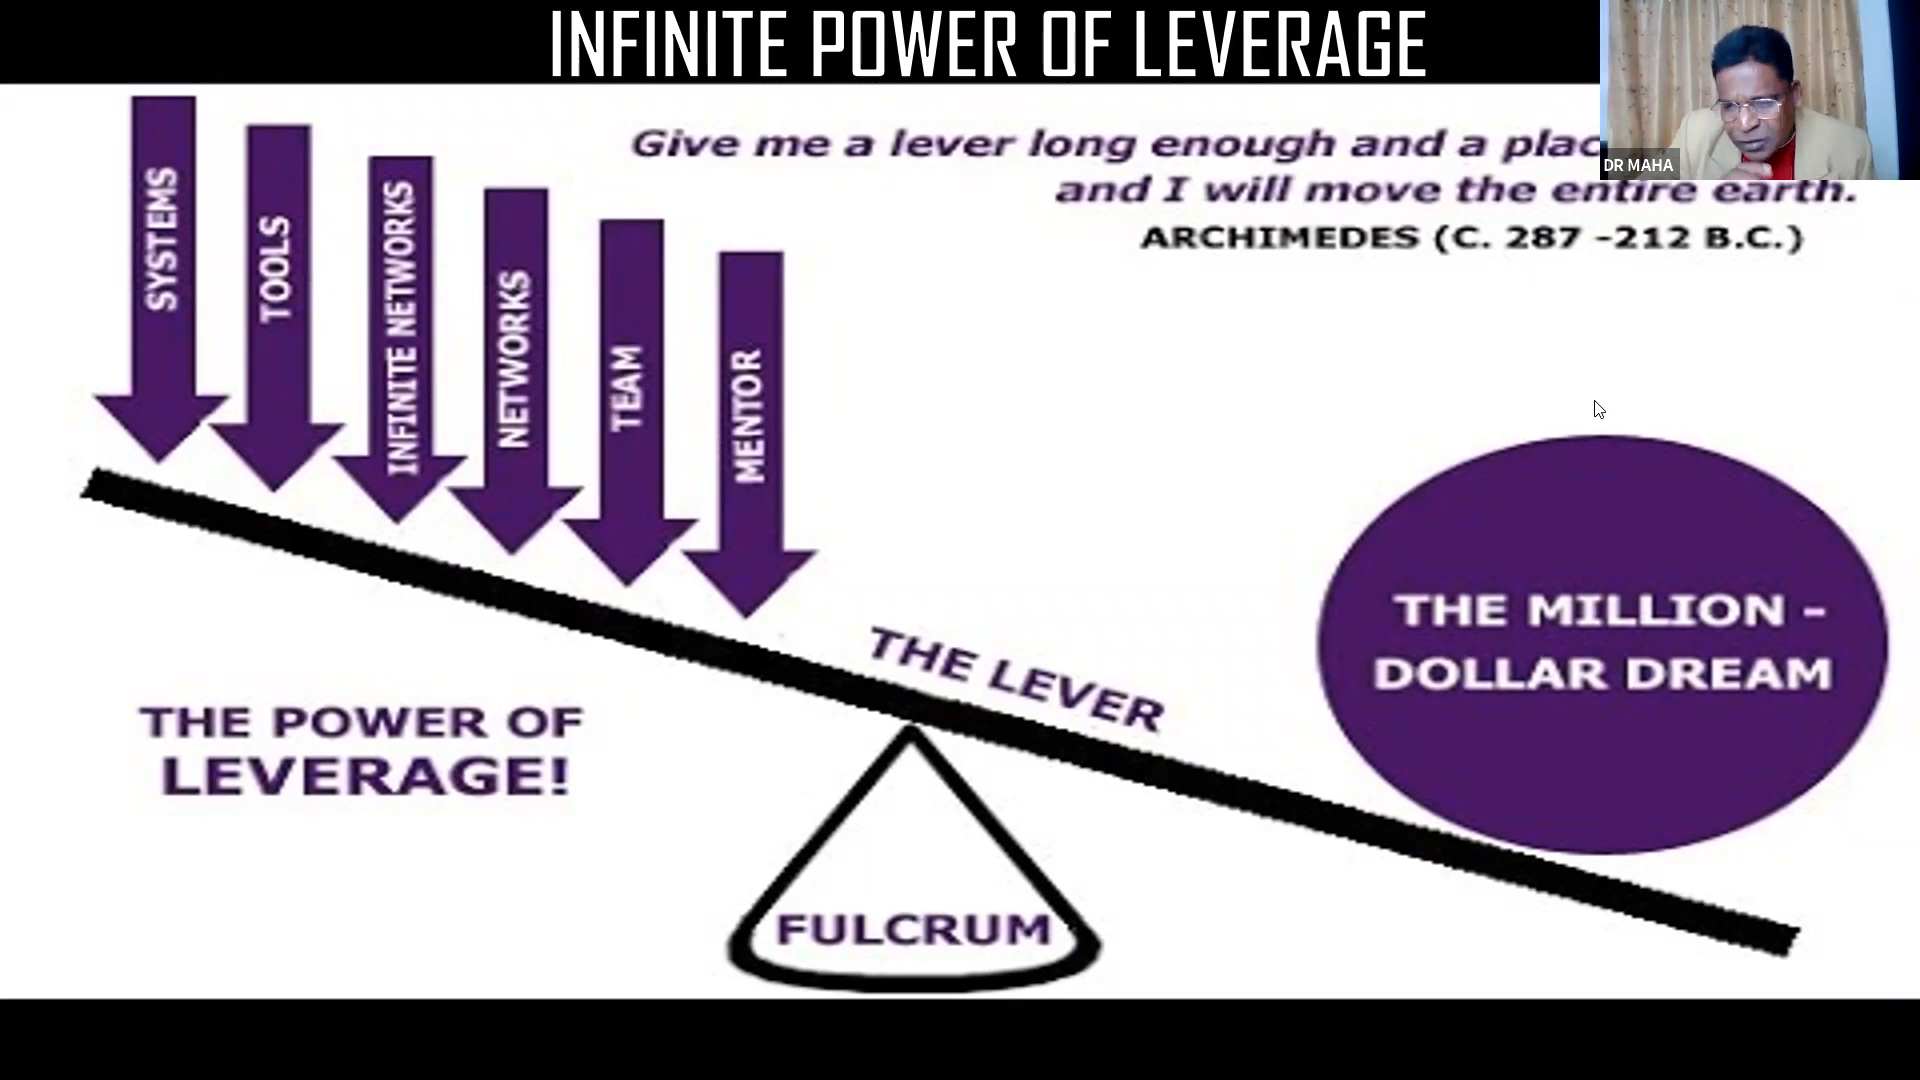 INFINITE POWER OF LEVERAGE
DR MAHA
Give me a lever long enough and a plac
and I will move the entire earth.
ARCHIMEDES (C. 287 -212 B.C.)
SYSTEMS
TOOLS
INFINITE NETWORKS
NETWORKS
TEAM
MENTOR
THE LEVER
THE MILLION -
DOLLAR DREAM
THE POWER OF
LEVERAGE!
FULCRUM